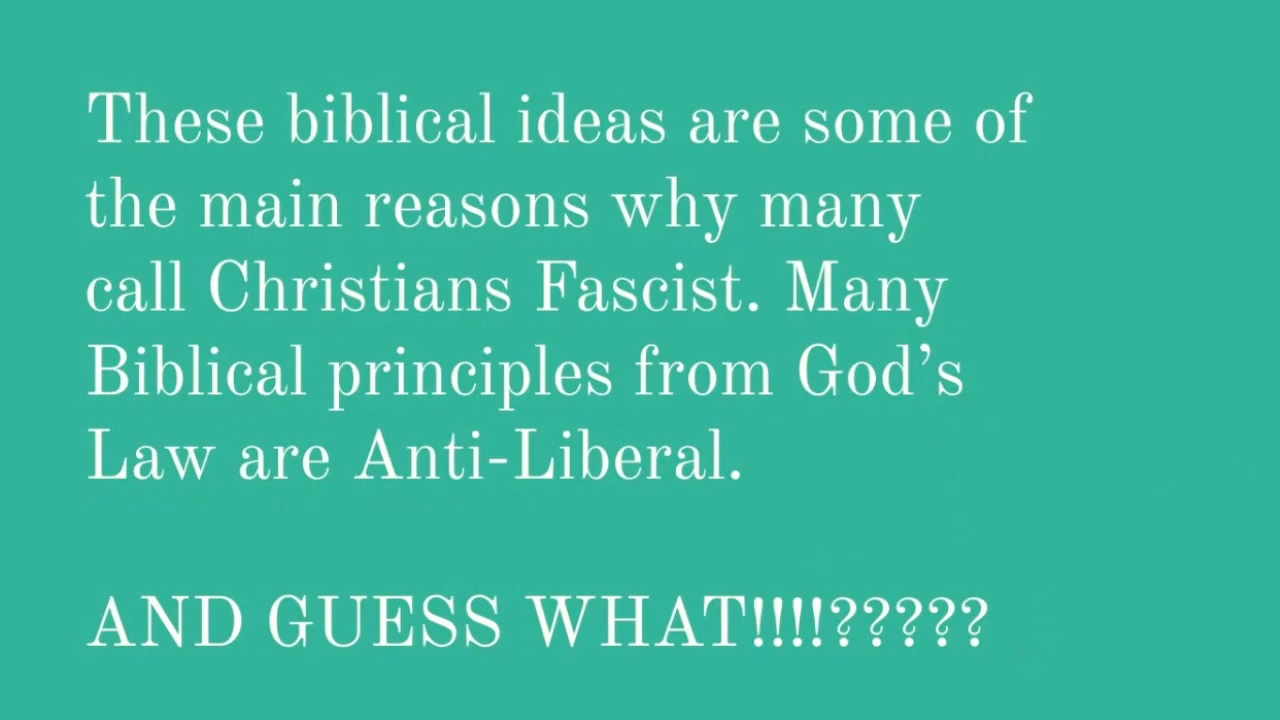 These biblical ideas are some of
the main reasons why many
call Christians Fascist. Many
Biblical principles from God’s
Law are Anti-Liberal.
AND GUESS WHAT!!!!?????